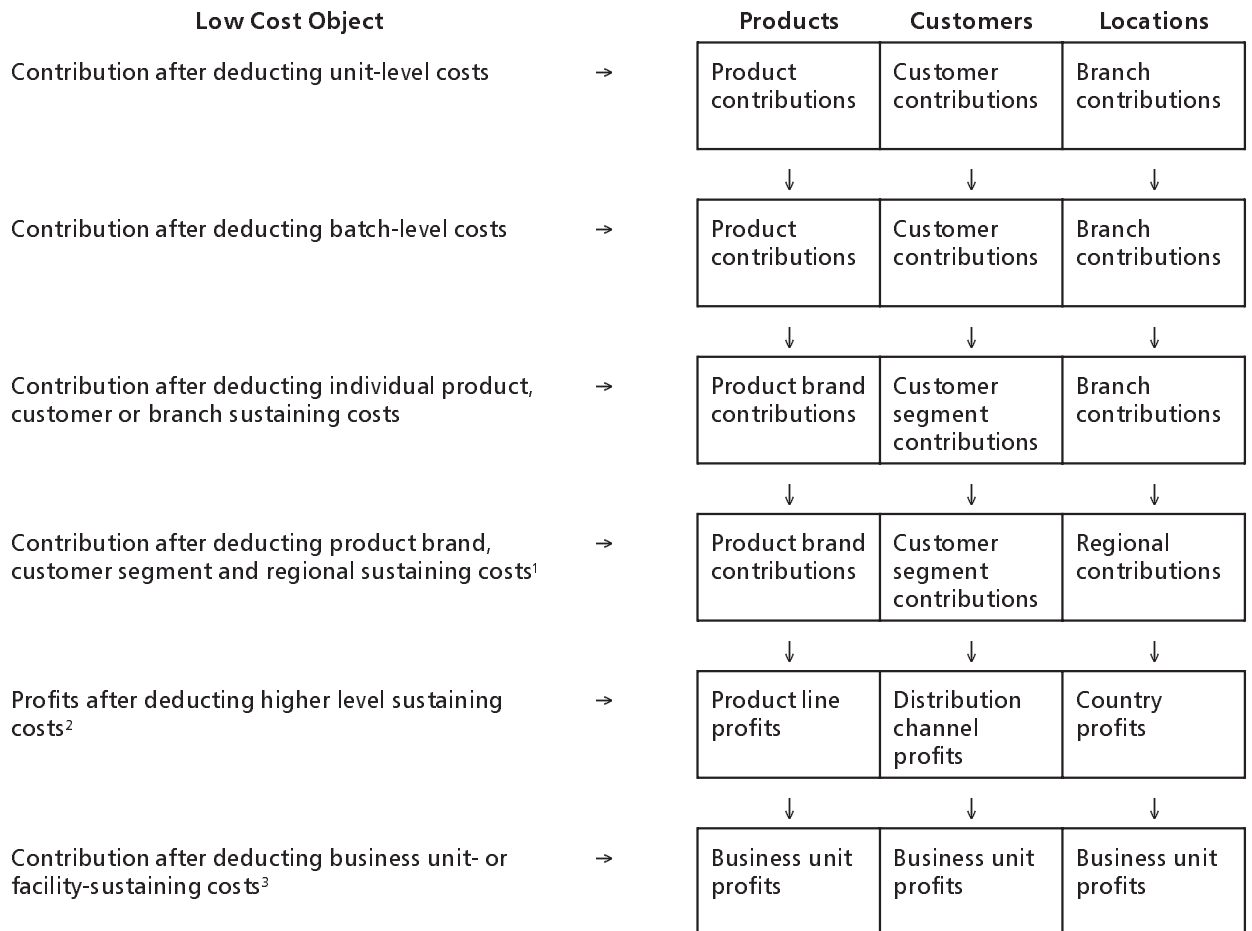 Low Cost Object Products Customers Locations
Contribution after deducting unit-level costs → Product Customer Branch
contributions contributions contributions
↓ ↓ ↓
Contribution after deducting batch-level costs → Product Customer Branch
contributions contributions contributions
↓ ↓ ↓
Contribution after deducting individual product, → Product brand Customer Branch
customer or branch sustaining costs contributions segment contributions
contributions
↓ ↓ ↓
Contribution after deducting product brand, → Product brand Customer Regional
customer segment and regional sustaining costs¹ contributions segment contributions
contributions
↓ ↓ ↓
Profits after deducting higher level sustaining → Product line Distribution Country
costs² profits channel profits
profits
↓ ↓ ↓
Contribution after deducting business unit- or → Business unit Business unit Business unit
facility-sustaining costs³ profits profits profits